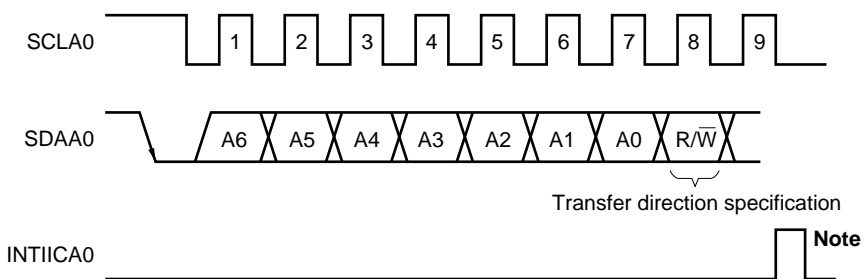 SCLA0 1 2 3 4 5 6 7 8 9
SDAA0 A6 A5 A4 A3 A2 A1 A0 R/W̅
Transfer direction specification
INTIICA0 Note